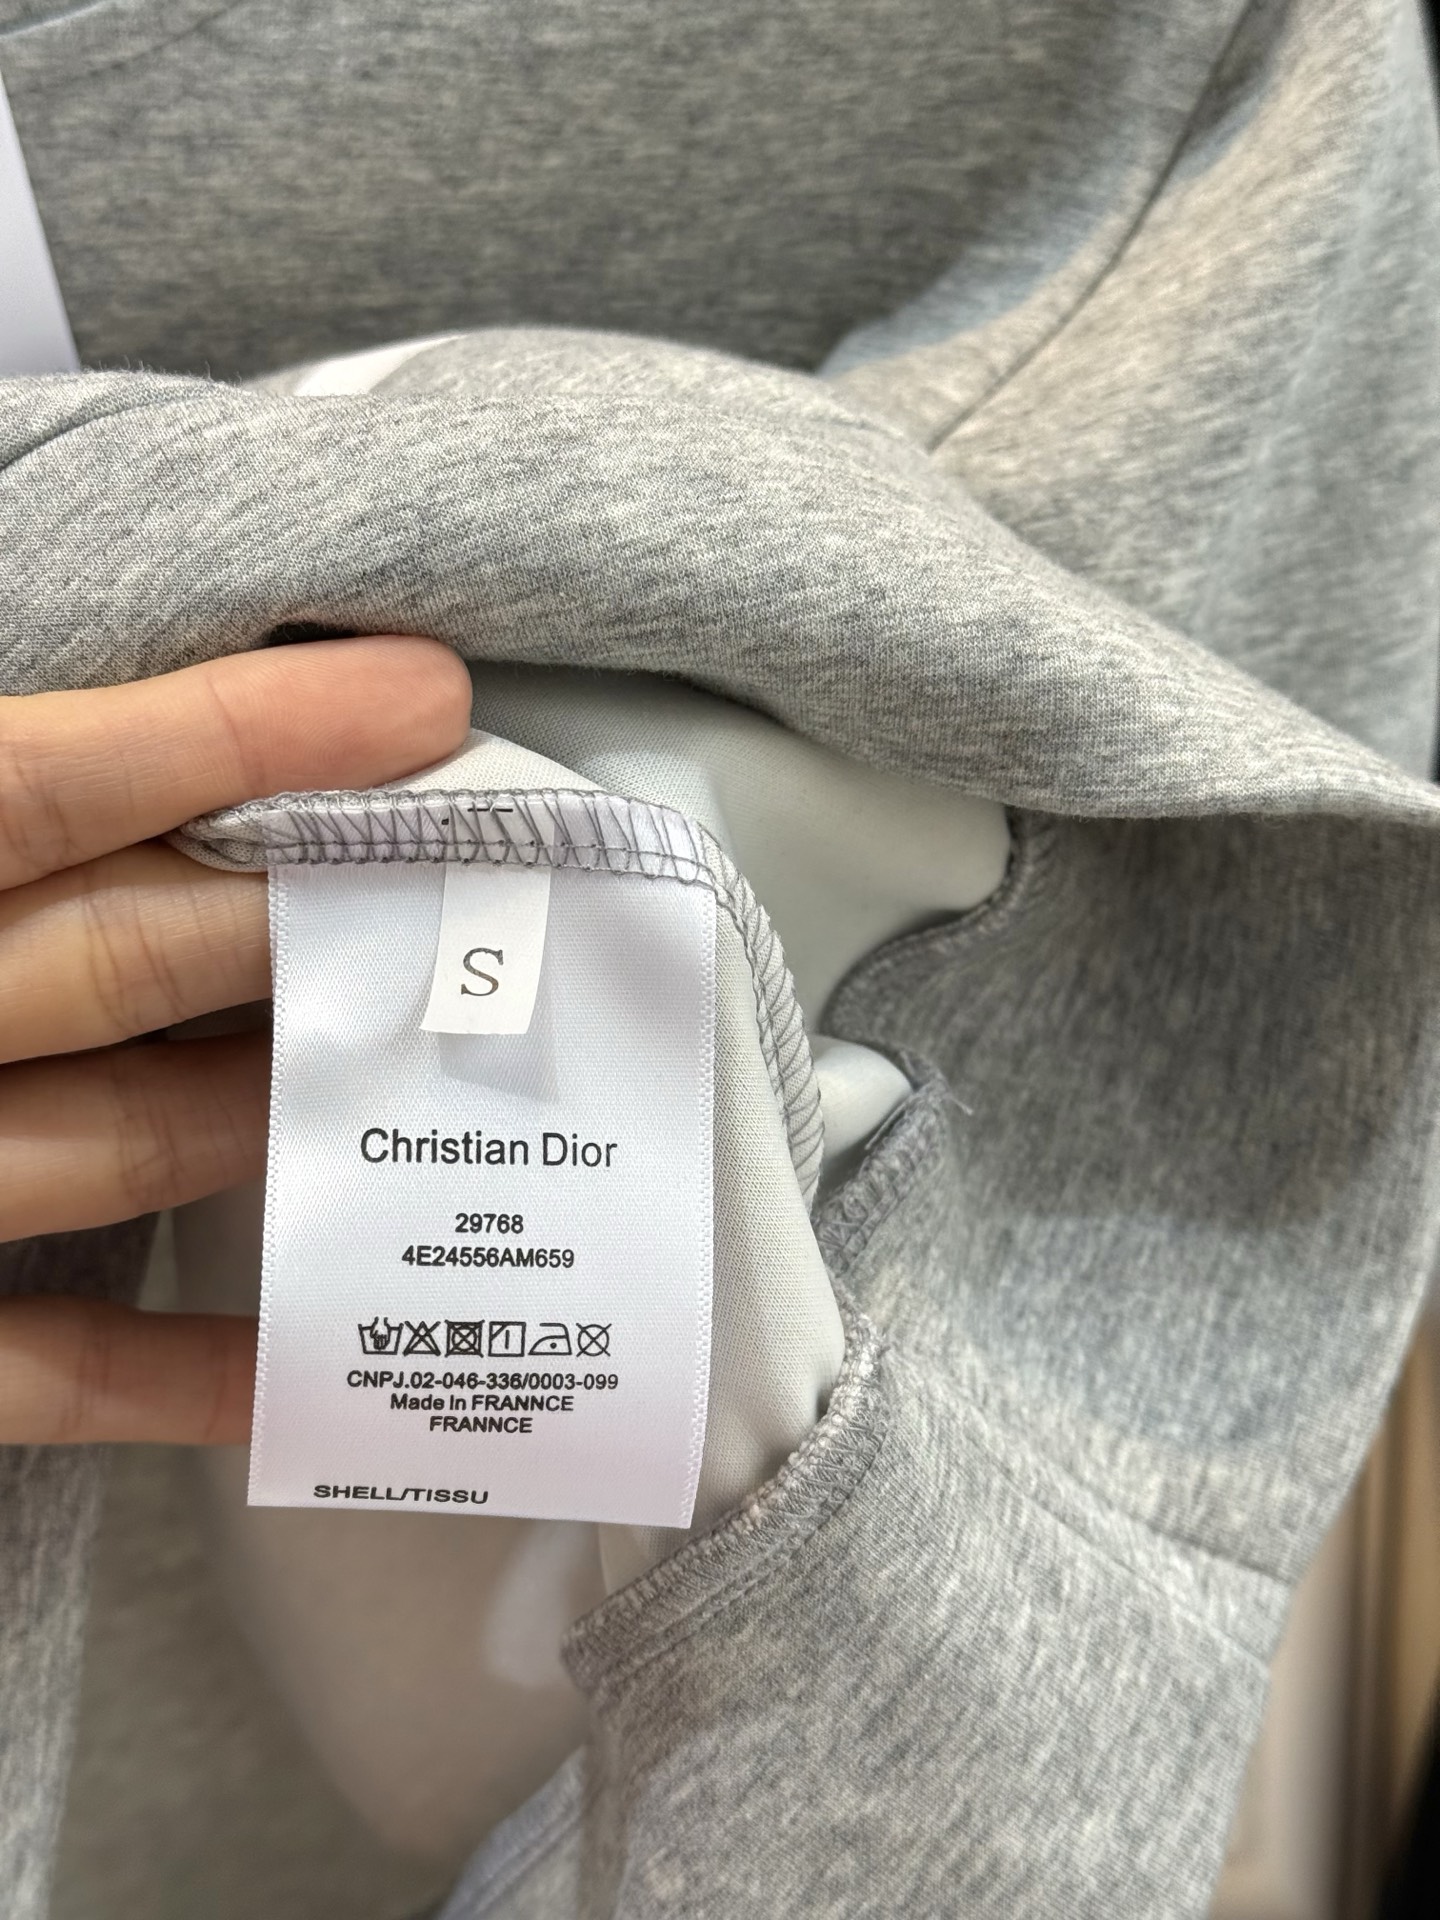 S
Christian Dior
29768
4E24556AM659
CNPJ.02-046-336/0003-099
Made In FRANNCE
FRANNCE
SHELL/TISSU